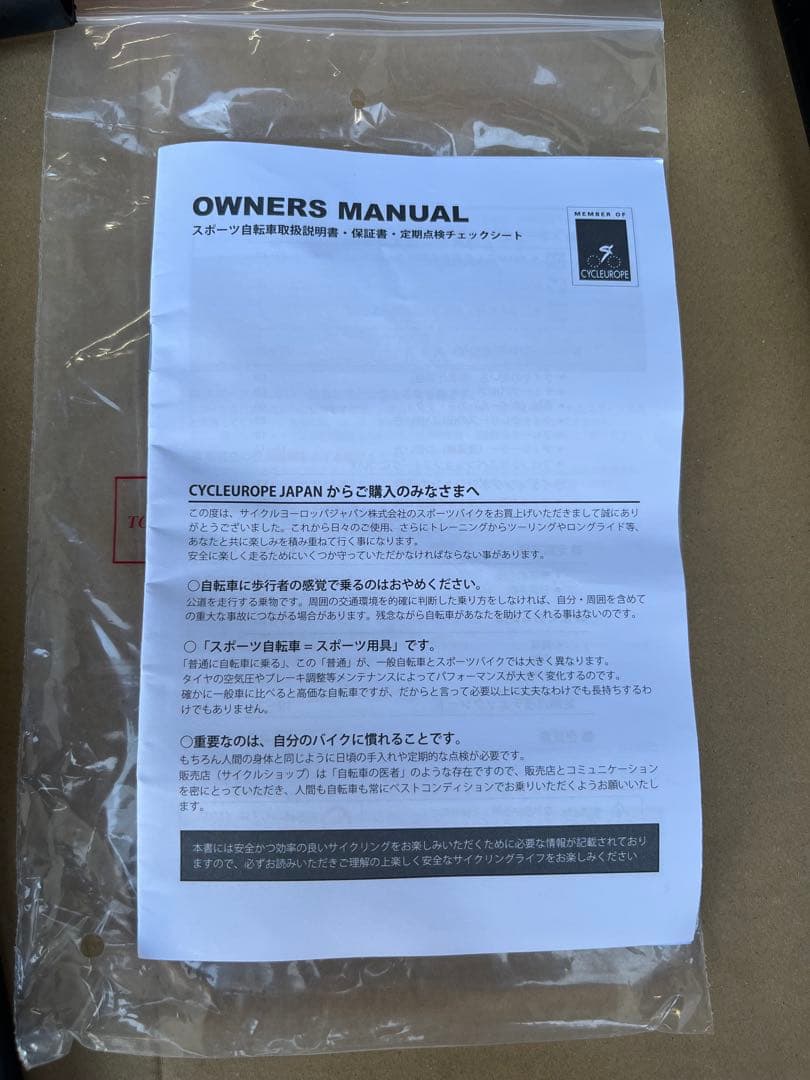 OWNERS MANUAL
スポーツ自転車取扱説明書・保証書・定期点検チェックシート
MEMBER OF
CYCLEUROPE
CYCLEUROPE JAPAN からご購入のみなさまへ
この度は、サイクルヨーロッパジャパン株式会社のスポーツバイクをお買上げいただきまして誠にあり
がとうございました。これから日々のご使用、さらにトレーニングからツーリングやロングライド等、
あなたと共に楽しみを積み重ねて行く事になります。
安全に楽しく走るためにいくつか守っていただかなければならない事があります。
○自転車に歩行者の感覚で乗るのはおやめください。
公道を走行する乗物です。周囲の交通環境を的確に判断した乗り方をしなければ、自分・周囲を含めて
の重大な事故につながる場合があります。残念ながら自転車があなたを助けてくれる事はないのです。
○「スポーツ自転車 = スポーツ用具」です。
「普通に自転車に乗る」、この「普通」が、一般自転車とスポーツバイクでは大きく異なります。
タイヤの空気圧やブレーキ調整等メンテナンスによってパフォーマンスが大きく変化するのです。
確かに一般車に比べると高価な自転車ですが、だからと言って必要以上に丈夫なわけでも長持ちするわ
けでもありません。
○重要なのは、自分のバイクに慣れることです。
もちろん人間の身体と同じように日頃の手入れや定期的な点検が必要です。
販売店（サイクルショップ）は「自転車の医者」のような存在ですので、販売店とコミュニケーション
を密にとっていただき、人間も自転車も常にベストコンディションでお乗りいただくようお願いいたし
ます。
本書には安全かつ効率の良いサイクリングをお楽しみいただくために必要な情報が記載されており
ますので、必ずお読みいただきご理解の上楽しく安全なサイクリングライフをお楽しみください